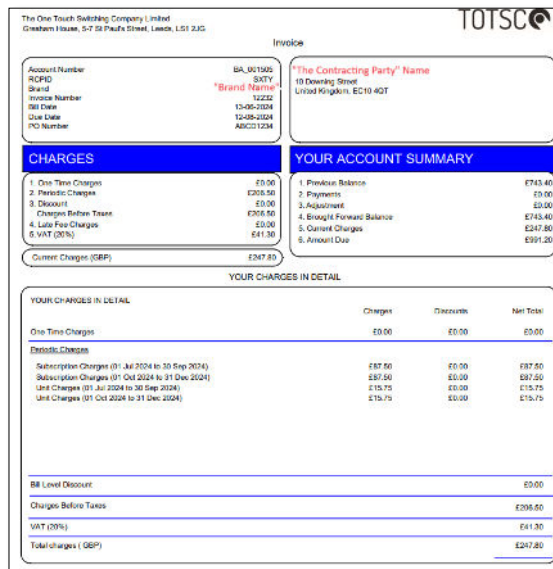 The One Touch Switching Company Limited
Gresham House, 5-7 St Paul's Street, Leeds, LS1 2JG
TOTSCO
Invoice
Account Number BA_001505
RCPID SXTY
Brand "Brand Name"
Invoice Number 12232
Bill Date 13-06-2024
Due Date 12-08-2024
PO Number ABCD1234
"The Contracting Party" Name
10 Downing Street
United Kingdom, EC10 4QT
CHARGES
1. One Time Charges £0.00
2. Periodic Charges £206.50
3. Discount £0.00
Charges Before Taxes £206.50
4. Late Fee Charges £0.00
5. VAT (20%) £41.30
Current Charges (GBP) £247.80
YOUR ACCOUNT SUMMARY
1. Previous Balance £743.40
2. Payments £0.00
3. Adjustment £0.00
4. Brought Forward Balance £743.40
5. Current Charges £247.80
6. Amount Due £991.20
YOUR CHARGES IN DETAIL
YOUR CHARGES IN DETAIL
Charges Discounts Net Total
One Time Charges £0.00 £0.00 £0.00
Periodic Charges
Subscription Charges (01 Jul 2024 to 30 Sep 2024) £87.50 £0.00 £87.50
Subscription Charges (01 Oct 2024 to 31 Dec 2024) £87.50 £0.00 £87.50
Unit Charges (01 Jul 2024 to 30 Sep 2024) £15.75 £0.00 £15.75
Unit Charges (01 Oct 2024 to 31 Dec 2024) £15.75 £0.00 £15.75
Bill Level Discount £0.00
Charges Before Taxes £206.50
VAT (20%) £41.30
Total charges ( GBP) £247.80